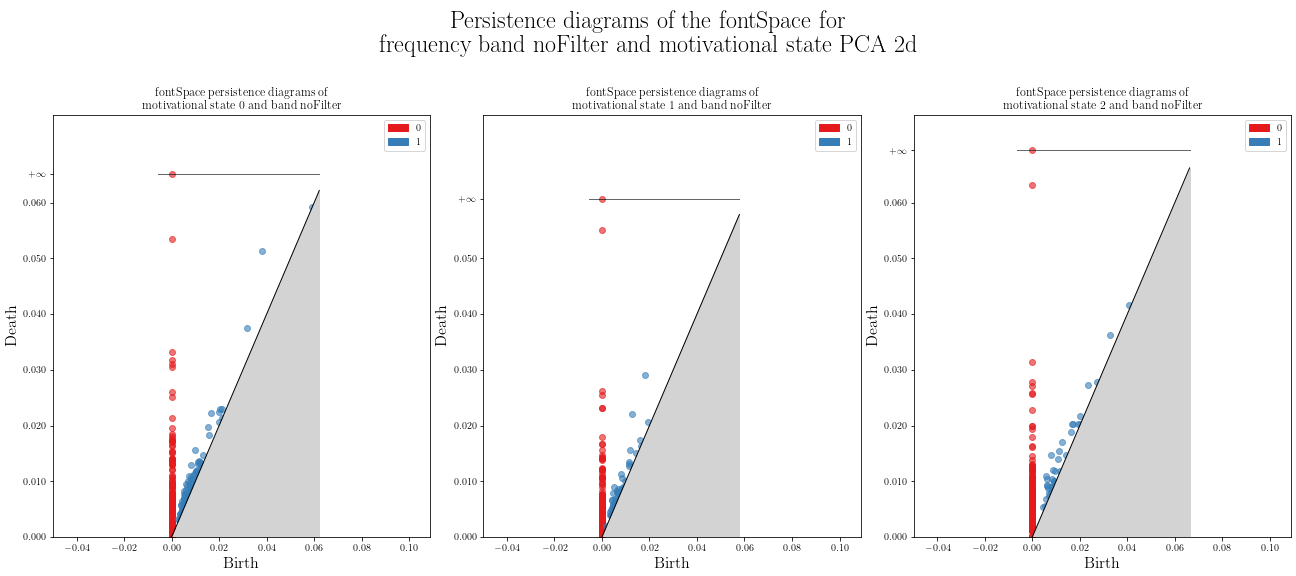 Persistence diagrams of the fontSpace for
frequency band noFilter and motivational state PCA 2d
fontSpace persistence diagrams of
motivational state 0 and band noFilter
0
1
+∞
0.060
0.050
0.040
0.030
0.020
0.010
0.000
Death
−0.04 −0.02 0.00 0.02 0.04 0.06 0.08 0.10
Birth
fontSpace persistence diagrams of
motivational state 1 and band noFilter
0
1
+∞
0.050
0.040
0.030
0.020
0.010
0.000
Death
−0.04 −0.02 0.00 0.02 0.04 0.06 0.08 0.10
Birth
fontSpace persistence diagrams of
motivational state 2 and band noFilter
0
1
+∞
0.060
0.050
0.040
0.030
0.020
0.010
0.000
Death
−0.04 −0.02 0.00 0.02 0.04 0.06 0.08 0.10
Birth